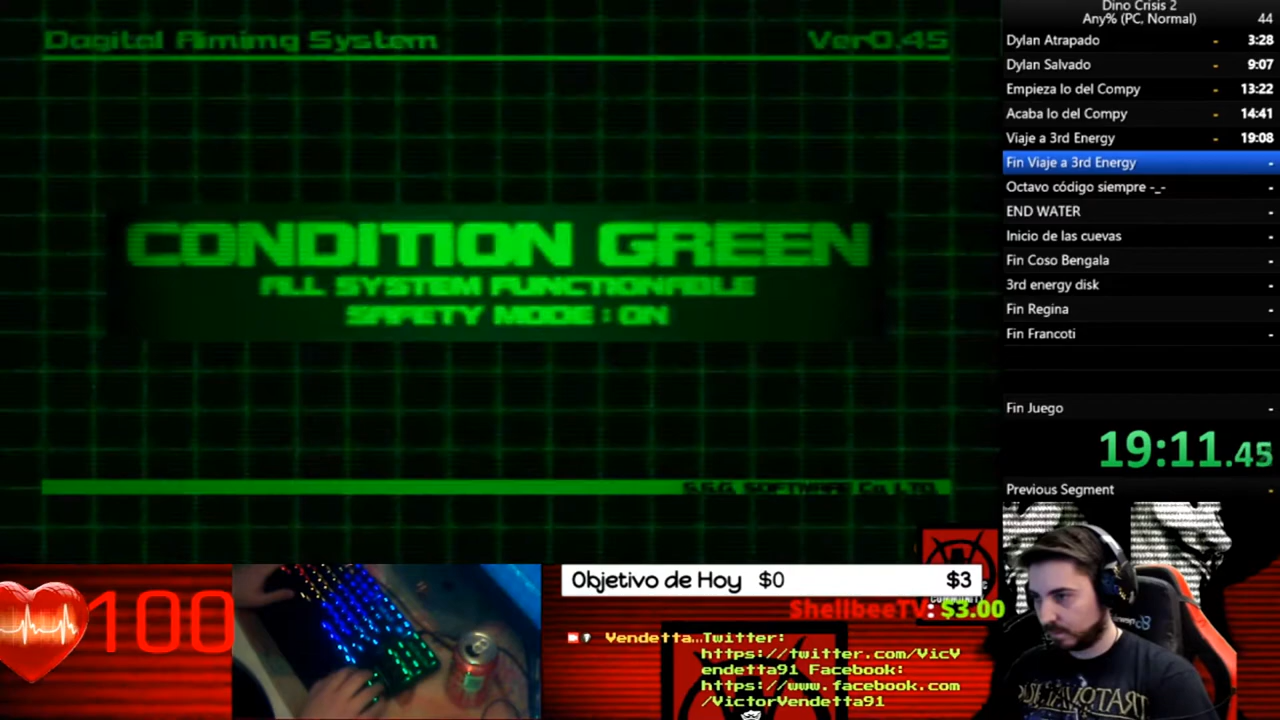 Dagital Aimimg System
Ver0.45
CONDITION GREEN
ALL SYSTEM FUNCTIONABLE
SAFETY MODE : ON
S.S.G. SOFTWARE Co. LTD.
Dino Crisis 2
Any% (PC, Normal) 44
Dylan Atrapado - 3:28
Dylan Salvado - 9:07
Empieza lo del Compy - 13:22
Acaba lo del Compy - 14:41
Viaje a 3rd Energy - 19:08
Fin Viaje a 3rd Energy -
Octavo código siempre -_- -
END WATER -
Inicio de las cuevas -
Fin Coso Bengala -
3rd energy disk -
Fin Regina -
Fin Francoti -
Fin Juego -
19:11.45
Previous Segment -
100
Objetivo de Hoy $0 $3
ShellbeeTV: $3.00
Vendetta...Twitter:
https://twitter.com/VicV
endetta91 Facebook:
https://www.facebook.com
/VictorVendetta91